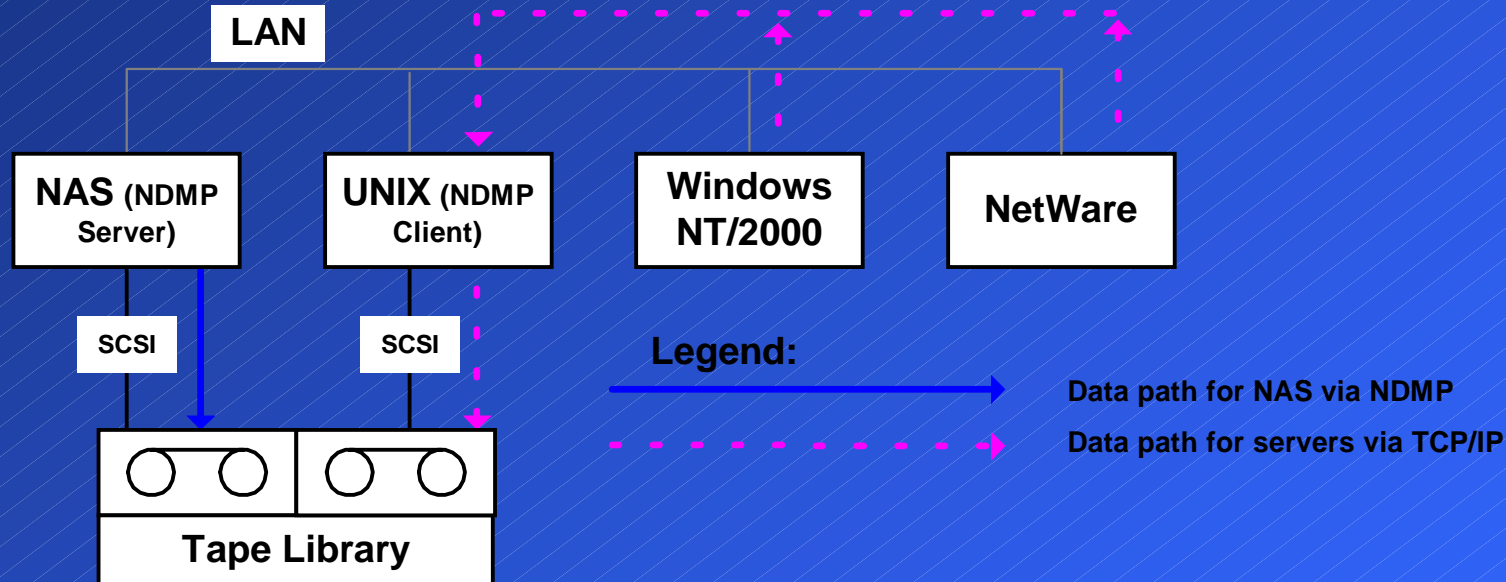 LAN
NAS (NDMP
Server)
UNIX (NDMP
Client)
Windows
NT/2000
NetWare
SCSI
SCSI
Legend:
Data path for NAS via NDMP
Data path for servers via TCP/IP
Tape Library